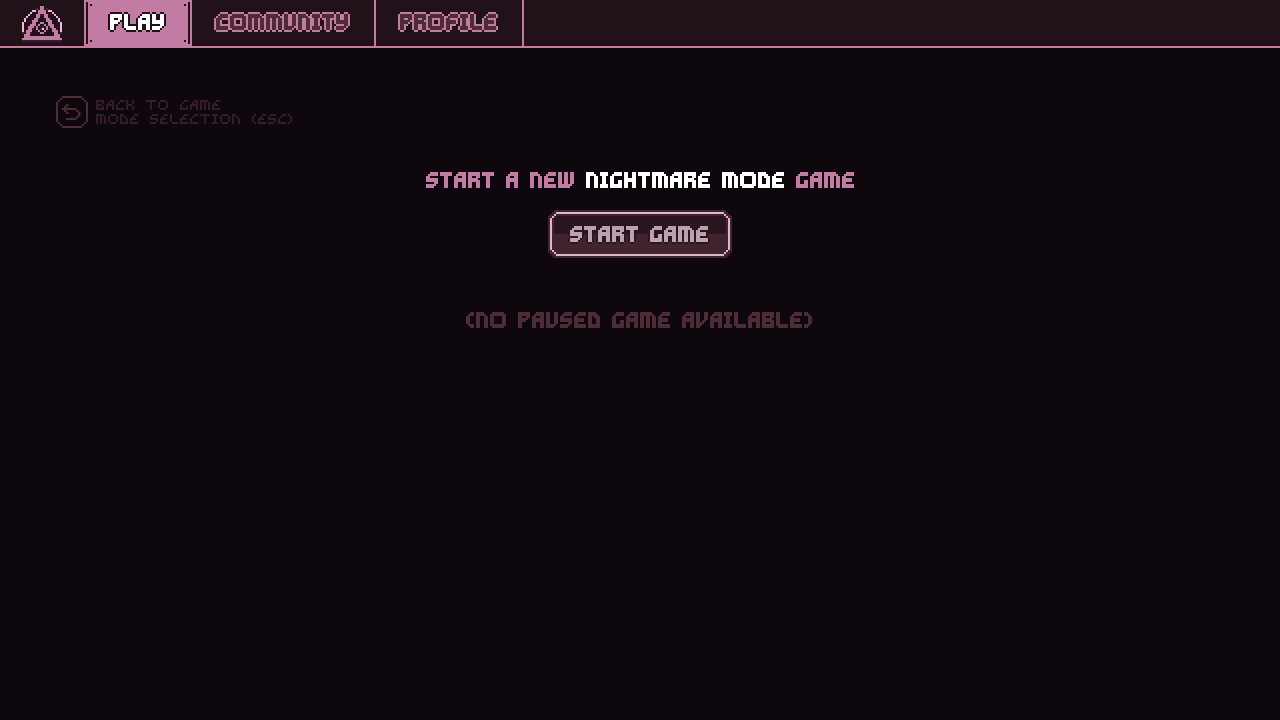 PLAY COMMUNITY PROFILE
BACK TO GAME
MODE SELECTION (ESC)
START A NEW NIGHTMARE MODE GAME
START GAME
(NO PAUSED GAME AVAILABLE)